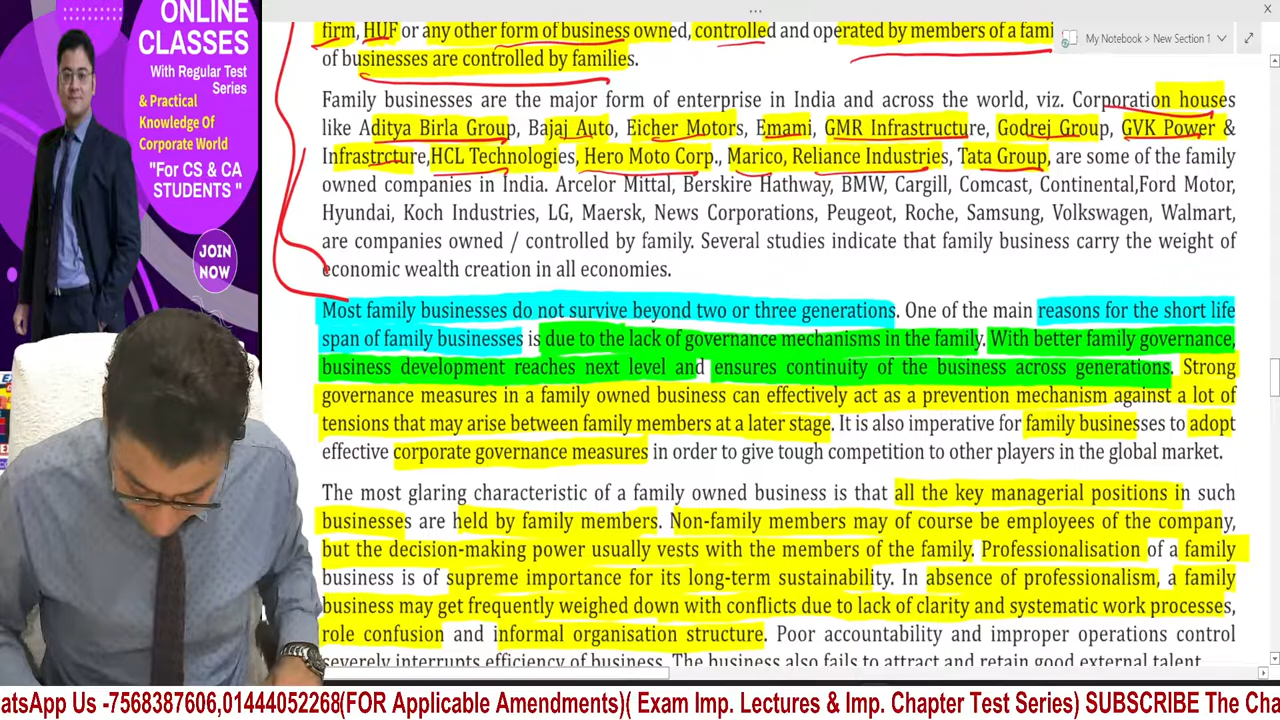 ONLINE
CLASSES
With Regular Test
Series
& Practical
Knowledge Of
Corporate World
"For CS & CA
STUDENTS "
JOIN
NOW
My Notebook > New Section 1
firm, HUF or any other form of business owned, controlled and operated by members of a fami
of businesses are controlled by families.
Family businesses are the major form of enterprise in India and across the world, viz. Corporation houses
like Aditya Birla Group, Bajaj Auto, Eicher Motors, Emami, GMR Infrastructure, Godrej Group, GVK Power &
Infrastrcture,HCL Technologies, Hero Moto Corp., Marico, Reliance Industries, Tata Group, are some of the family
owned companies in India. Arcelor Mittal, Berskire Hathway, BMW, Cargill, Comcast, Continental,Ford Motor,
Hyundai, Koch Industries, LG, Maersk, News Corporations, Peugeot, Roche, Samsung, Volkswagen, Walmart,
are companies owned / controlled by family. Several studies indicate that family business carry the weight of
economic wealth creation in all economies.
Most family businesses do not survive beyond two or three generations. One of the main reasons for the short life
span of family businesses is due to the lack of governance mechanisms in the family. With better family governance,
business development reaches next level and ensures continuity of the business across generations. Strong
governance measures in a family owned business can effectively act as a prevention mechanism against a lot of
tensions that may arise between family members at a later stage. It is also imperative for family businesses to adopt
effective corporate governance measures in order to give tough competition to other players in the global market.
The most glaring characteristic of a family owned business is that all the key managerial positions in such
businesses are held by family members. Non-family members may of course be employees of the company,
but the decision-making power usually vests with the members of the family. Professionalisation of a family
business is of supreme importance for its long-term sustainability. In absence of professionalism, a family
business may get frequently weighed down with conflicts due to lack of clarity and systematic work processes,
role confusion and informal organisation structure. Poor accountability and improper operations control
severely interrupts efficiency of business. The business also fails to attract and retain good external talent
atsApp Us -7568387606,01444052268(FOR Applicable Amendments)( Exam Imp. Lectures & Imp. Chapter Test Series) SUBSCRIBE The Cha